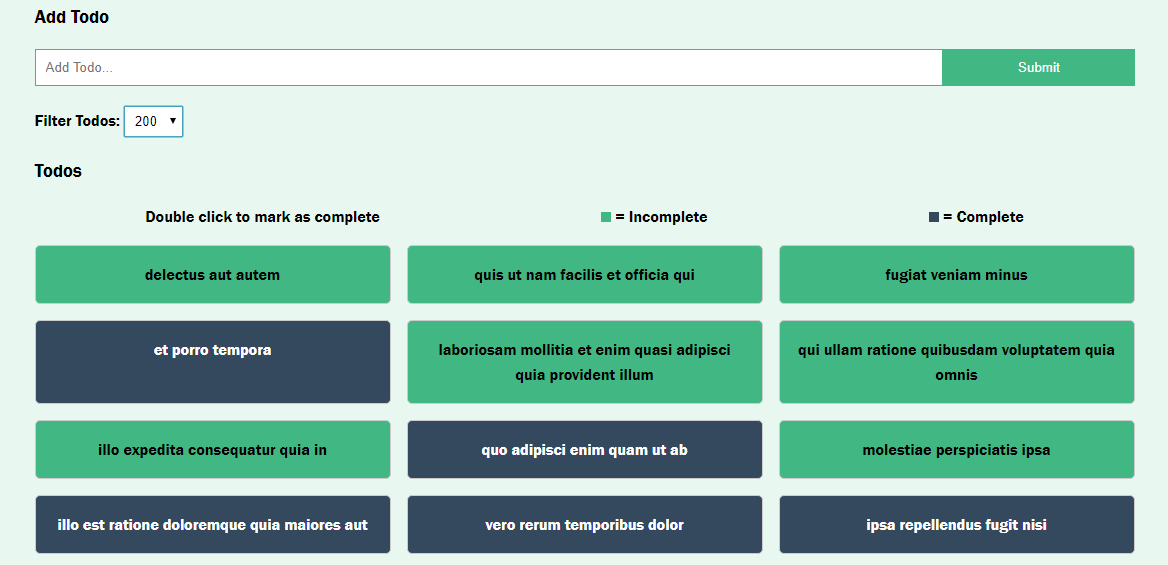 Add Todo
Add Todo...
Submit
Filter Todos: 200
Todos
Double click to mark as complete
= Incomplete
= Complete
delectus aut autem
quis ut nam facilis et officia qui
fugiat veniam minus
et porro tempora
laboriosam mollitia et enim quasi adipisci
quia provident illum
qui ullam ratione quibusdam voluptatem quia
omnis
illo expedita consequatur quia in
quo adipisci enim quam ut ab
molestiae perspiciatis ipsa
illo est ratione doloremque quia maiores aut
vero rerum temporibus dolor
ipsa repellendus fugit nisi